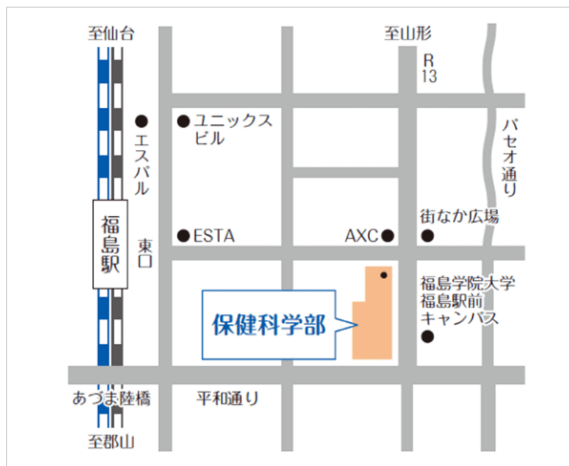 至仙台
至山形
R
13
ユニックス
ビル
エスパル
パセオ通り
福島駅
東口
ESTA
AXC
街なか広場
福島学院大学
福島駅前
キャンパス
保健科学部
あづま陸橋
平和通り
至郡山